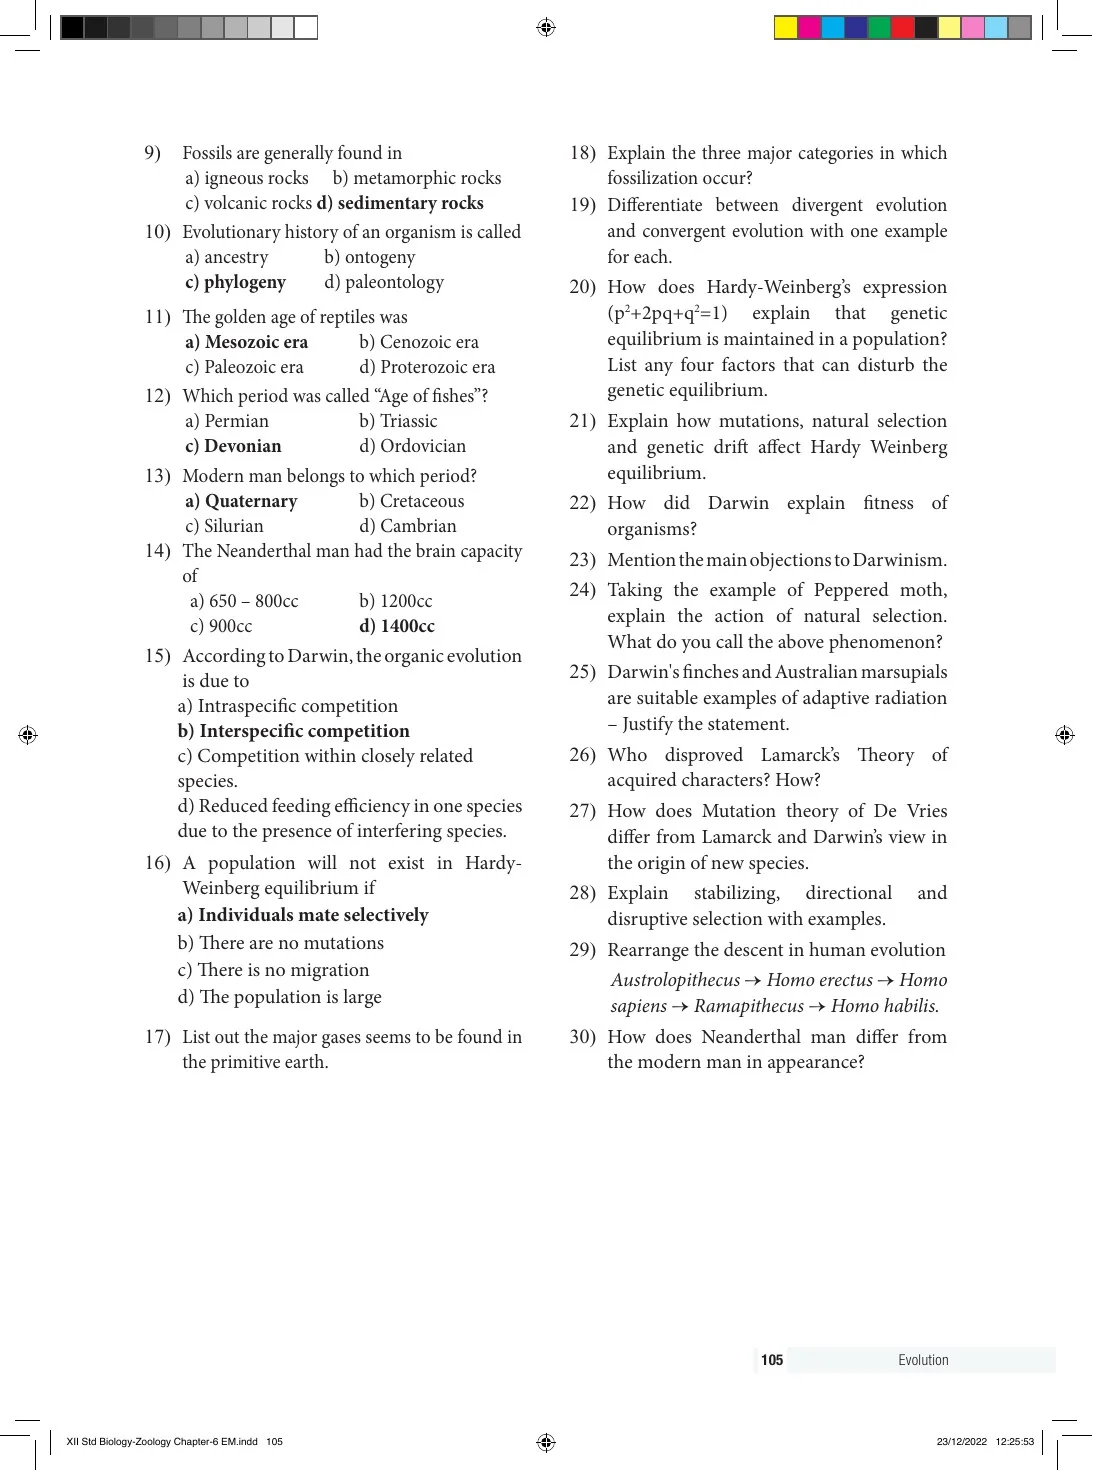 9) Fossils are generally found in
a) igneous rocks b) metamorphic rocks
c) volcanic rocks d) sedimentary rocks
10) Evolutionary history of an organism is called
a) ancestry b) ontogeny
c) phylogeny d) paleontology
11) The golden age of reptiles was
a) Mesozoic era b) Cenozoic era
c) Paleozoic era d) Proterozoic era
12) Which period was called “Age of fishes”?
a) Permian b) Triassic
c) Devonian d) Ordovician
13) Modern man belongs to which period?
a) Quaternary b) Cretaceous
c) Silurian d) Cambrian
14) The Neanderthal man had the brain capacity
of
a) 650 – 800cc b) 1200cc
c) 900cc d) 1400cc
15) According to Darwin, the organic evolution
is due to
a) Intraspecific competition
b) Interspecific competition
c) Competition within closely related
species.
d) Reduced feeding efficiency in one species
due to the presence of interfering species.
16) A population will not exist in Hardy-
Weinberg equilibrium if
a) Individuals mate selectively
b) There are no mutations
c) There is no migration
d) The population is large
17) List out the major gases seems to be found in
the primitive earth.
18) Explain the three major categories in which
fossilization occur?
19) Differentiate between divergent evolution
and convergent evolution with one example
for each.
20) How does Hardy-Weinberg’s expression
(p²+2pq+q²=1) explain that genetic
equilibrium is maintained in a population?
List any four factors that can disturb the
genetic equilibrium.
21) Explain how mutations, natural selection
and genetic drift affect Hardy Weinberg
equilibrium.
22) How did Darwin explain fitness of
organisms?
23) Mention the main objections to Darwinism.
24) Taking the example of Peppered moth,
explain the action of natural selection.
What do you call the above phenomenon?
25) Darwin's finches and Australian marsupials
are suitable examples of adaptive radiation
– Justify the statement.
26) Who disproved Lamarck’s Theory of
acquired characters? How?
27) How does Mutation theory of De Vries
differ from Lamarck and Darwin’s view in
the origin of new species.
28) Explain stabilizing, directional and
disruptive selection with examples.
29) Rearrange the descent in human evolution
Austrolopithecus → Homo erectus → Homo
sapiens → Ramapithecus → Homo habilis.
30) How does Neanderthal man differ from
the modern man in appearance?
105 Evolution
XII Std Biology-Zoology Chapter-6 EM.indd 105 23/12/2022 12:25:53